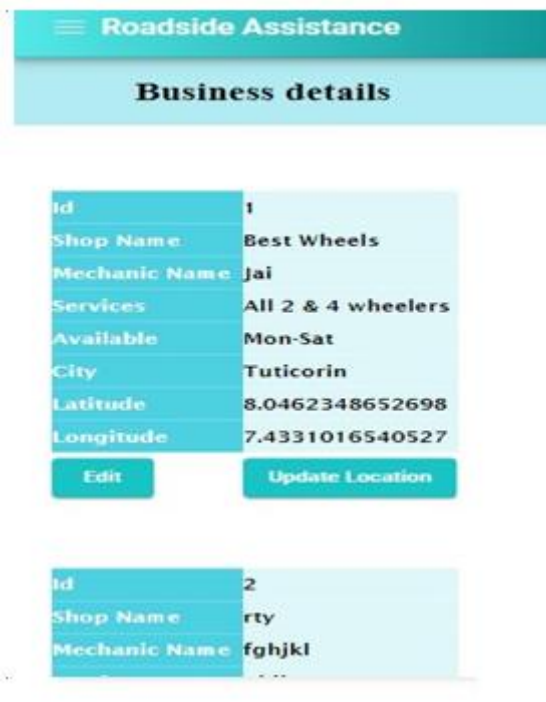 Roadside Assistance
Business details
Id 1
Shop Name Best Wheels
Mechanic Name Jai
Services All 2 & 4 wheelers
Available Mon-Sat
City Tuticorin
Latitude 8.0462348652698
Longitude 7.4331016540527
Edit Update Location
Id 2
Shop Name rty
Mechanic Name fghjkl